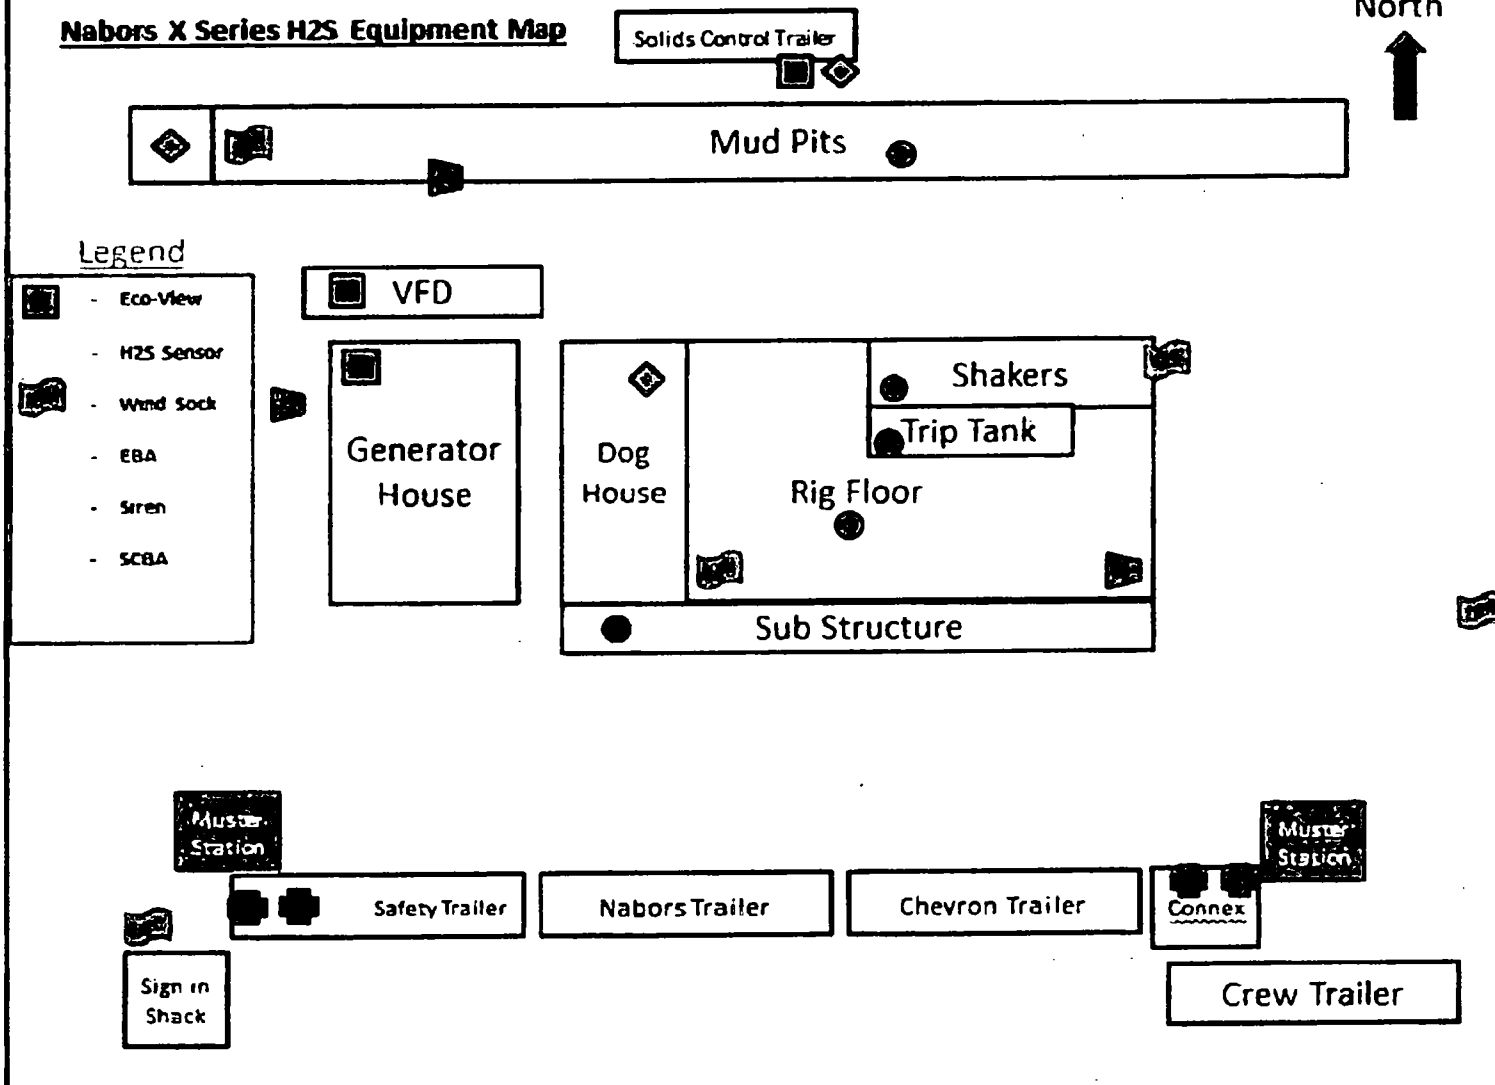 North
Nabors X Series H2S Equipment Map
Solids Control Trailer
Mud Pits
Legend
- Eco-View
- H2S Sensor
- Wind Sock
- EBA
- Siren
- SCBA
VFD
Generator
House
Dog
House
Shakers
Trip Tank
Rig Floor
Sub Structure
Muster
Station
Muster
Station
Safety Trailer
Nabors Trailer
Chevron Trailer
Connex
Sign in
Shack
Crew Trailer